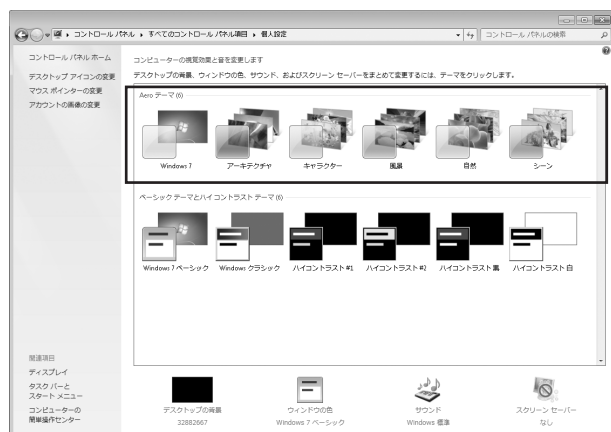 コントロール パネル ▸ すべてのコントロール パネル項目 ▸ 個人設定
コントロール パネルの検索
コントロール パネル ホーム
デスクトップ アイコンの変更
マウス ポインターの変更
アカウントの画像の変更
コンピューターの視覚効果と音を変更します
デスクトップの背景、ウィンドウの色、サウンド、およびスクリーン セーバーをまとめて変更するには、テーマをクリックします。
Aero テーマ (6)
Windows 7
アーキテクチャ
キャラクター
風景
自然
シーン
ベーシック テーマとハイ コントラスト テーマ (6)
Windows 7 ベーシック
Windows クラシック
ハイコントラスト #1
ハイコントラスト #2
ハイコントラスト 黒
ハイコントラスト 白
関連項目
ディスプレイ
タスク バーと
スタート メニュー
コンピューターの
簡単操作センター
デスクトップの背景
32882667
ウィンドウの色
Windows 7 ベーシック
サウンド
Windows 標準
スクリーン セーバー
なし